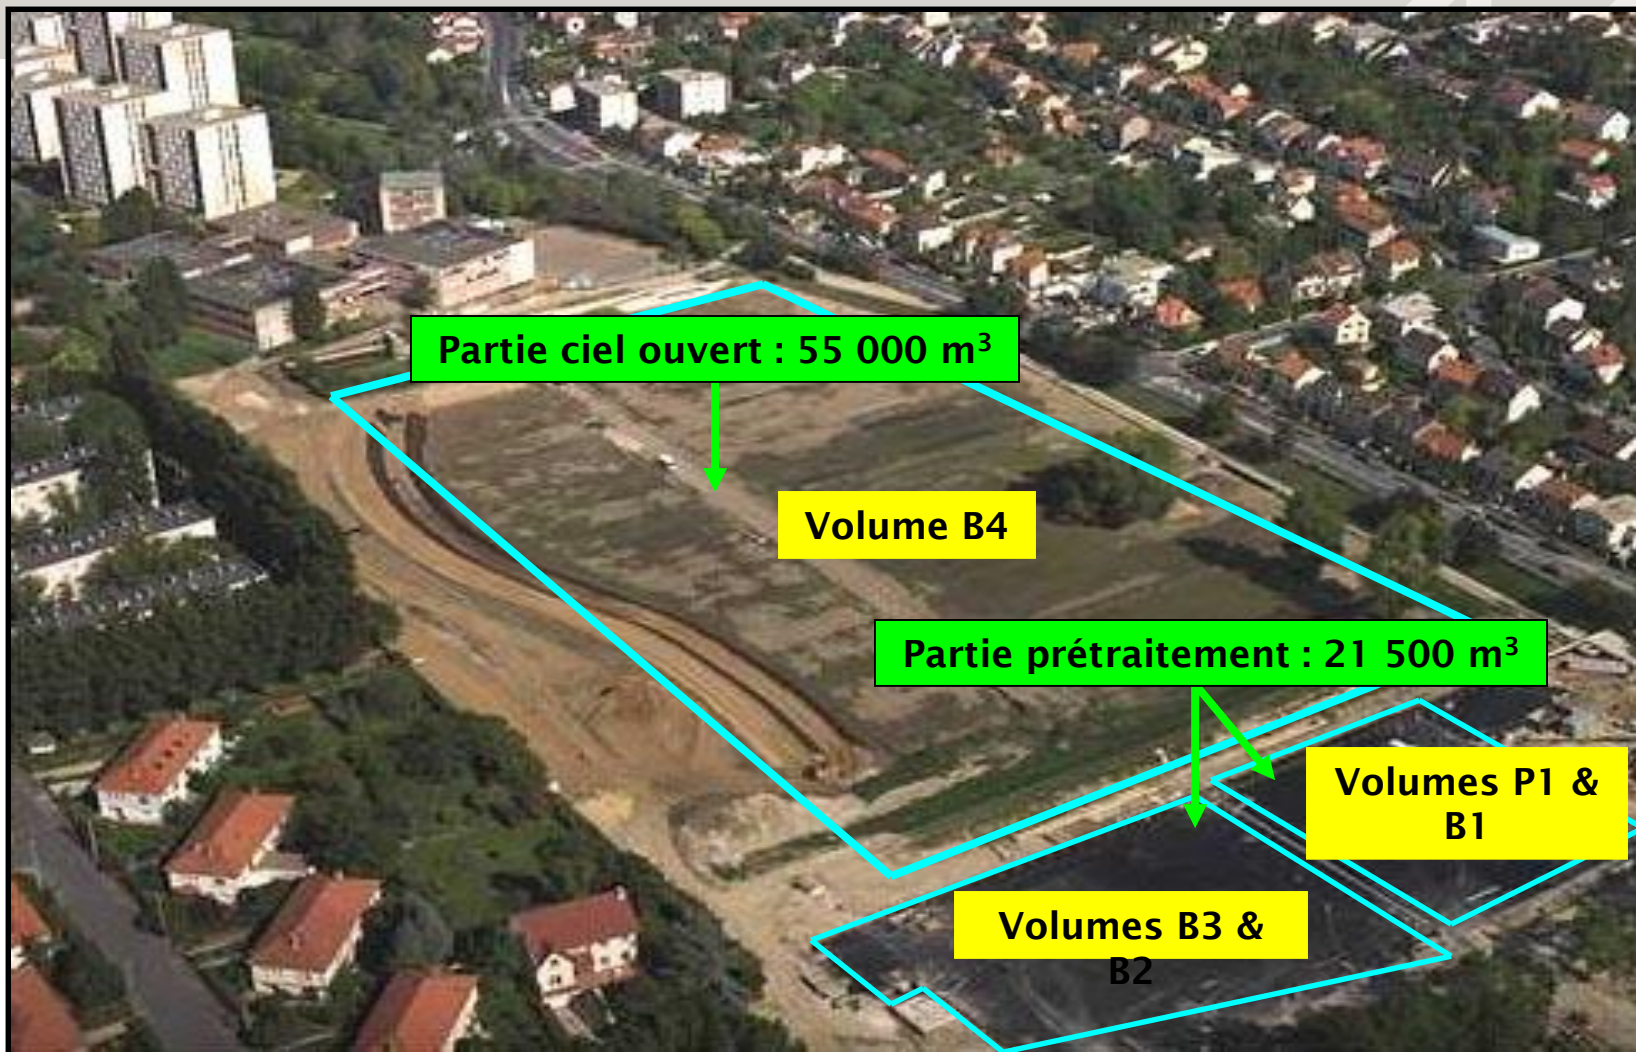 Partie ciel ouvert : 55 000 m³
Volume B4
Partie prétraitement : 21 500 m³
Volumes P1 &
B1
Volumes B3 &
B2